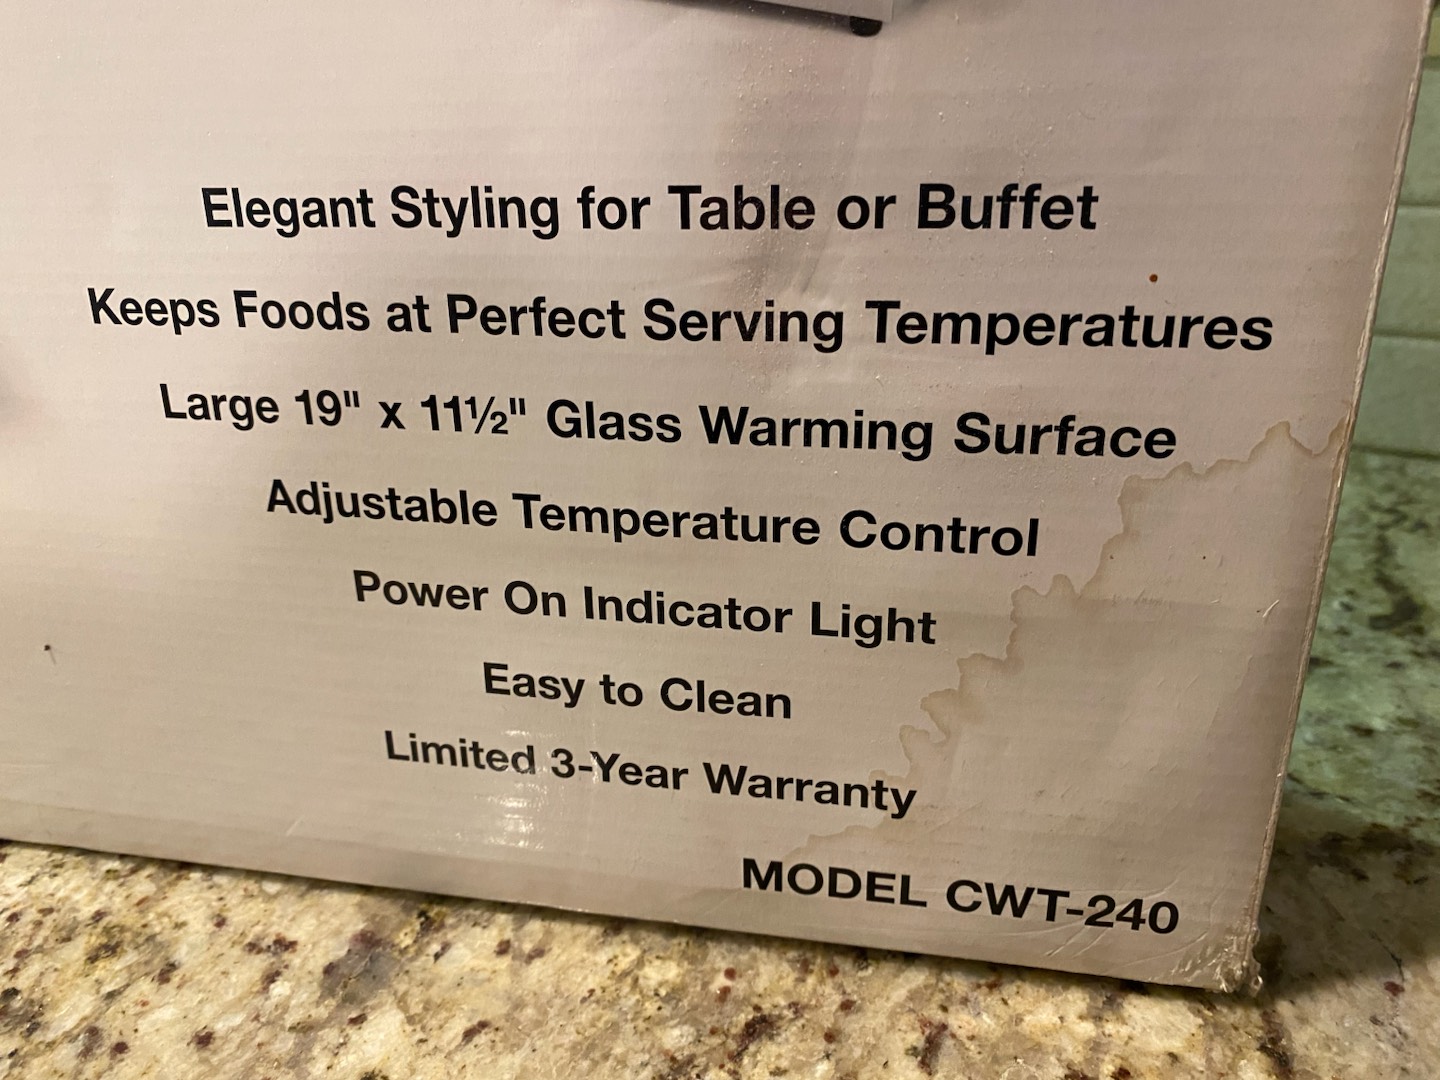 Elegant Styling for Table or Buffet
Keeps Foods at Perfect Serving Temperatures
Large 19" x 11½" Glass Warming Surface
Adjustable Temperature Control
Power On Indicator Light
Easy to Clean
Limited 3-Year Warranty
MODEL CWT-240